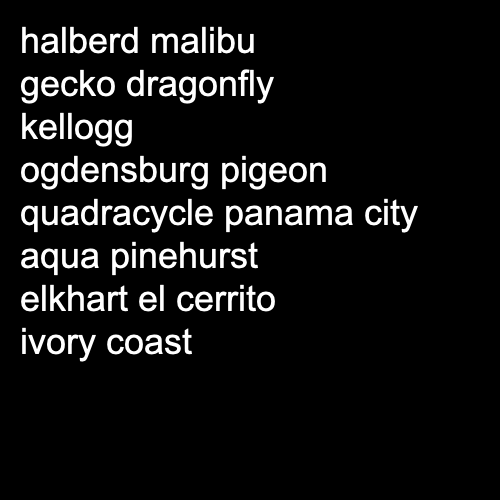 halberd malibu
gecko dragonfly
kellogg
ogdensburg pigeon
quadracycle panama city
aqua pinehurst
elkhart el cerrito
ivory coast